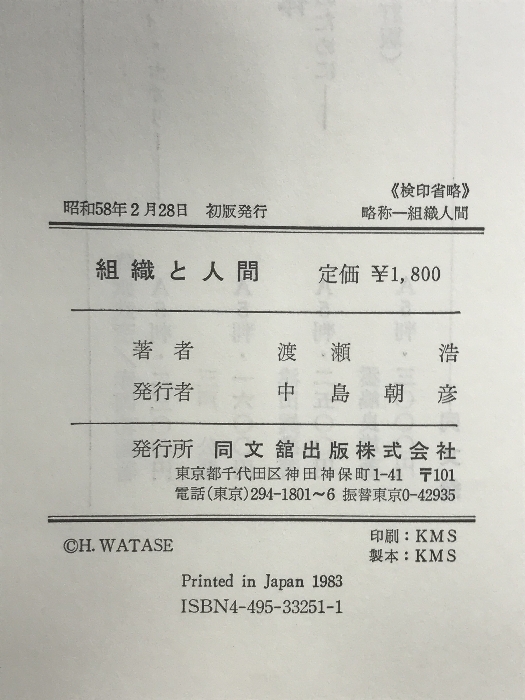 《検印省略》
昭和58年2月28日 初版発行 略称―組織人間
組織と人間 定価 ¥1,800
著者 渡瀬 浩
発行者 中島朝彦
発行所 同文舘出版株式会社
東京都千代田区神田神保町1-41 〒101
電話(東京)294-1801~6 振替東京0-42935
©H. WATASE 印刷:KMS
製本:KMS
Printed in Japan 1983
ISBN4-495-33251-1